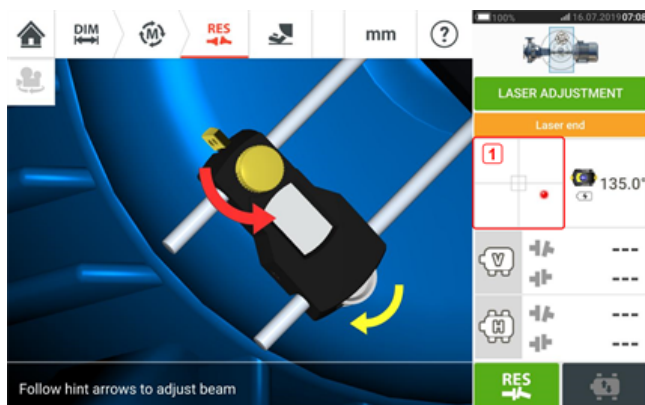 DIM
M
RES
mm
?
100%
16.07.2019 07:08
LASER ADJUSTMENT
Laser end
1
135.0°
V
---
---
H
---
---
Follow hint arrows to adjust beam
RES